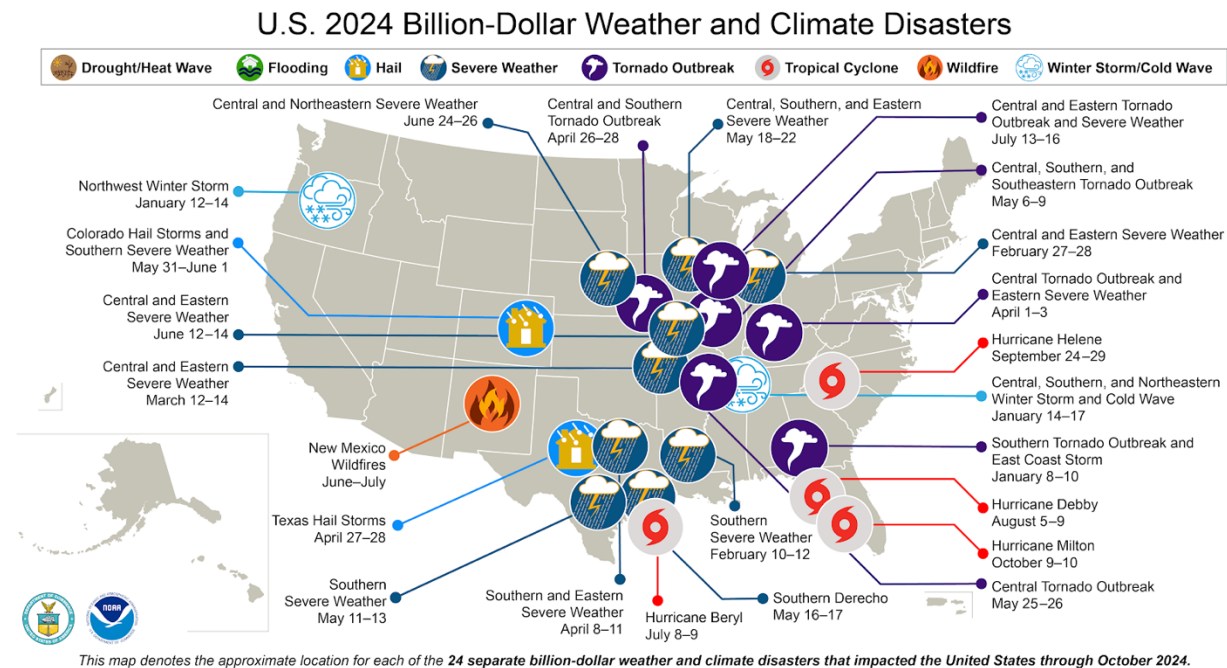 U.S. 2024 Billion-Dollar Weather and Climate Disasters
Drought/Heat Wave
Flooding
Hail
Severe Weather
Tornado Outbreak
Tropical Cyclone
Wildfire
Winter Storm/Cold Wave
Central and Northeastern Severe Weather
June 24–26
Central and Southern
Tornado Outbreak
April 26–28
Central, Southern, and Eastern
Severe Weather
May 18–22
Central and Eastern Tornado
Outbreak and Severe Weather
July 13–16
Northwest Winter Storm
January 12–14
Central, Southern, and
Southeastern Tornado Outbreak
May 6–9
Colorado Hail Storms and
Southern Severe Weather
May 31–June 1
Central and Eastern Severe Weather
February 27–28
Central and Eastern
Severe Weather
June 12–14
Central Tornado Outbreak and
Eastern Severe Weather
April 1–3
Central and Eastern
Severe Weather
March 12–14
Hurricane Helene
September 24–29
Central, Southern, and Northeastern
Winter Storm and Cold Wave
January 14–17
New Mexico
Wildfires
June–July
Southern Tornado Outbreak and
East Coast Storm
January 8–10
Texas Hail Storms
April 27–28
Hurricane Debby
August 5–9
Southern
Severe Weather
February 10–12
Hurricane Milton
October 9–10
Southern
Severe Weather
May 11–13
Southern and Eastern
Severe Weather
April 8–11
Hurricane Beryl
July 8–9
Southern Derecho
May 16–17
Central Tornado Outbreak
May 25–26
NOAA
This map denotes the approximate location for each of the 24 separate billion-dollar weather and climate disasters that impacted the United States through October 2024.